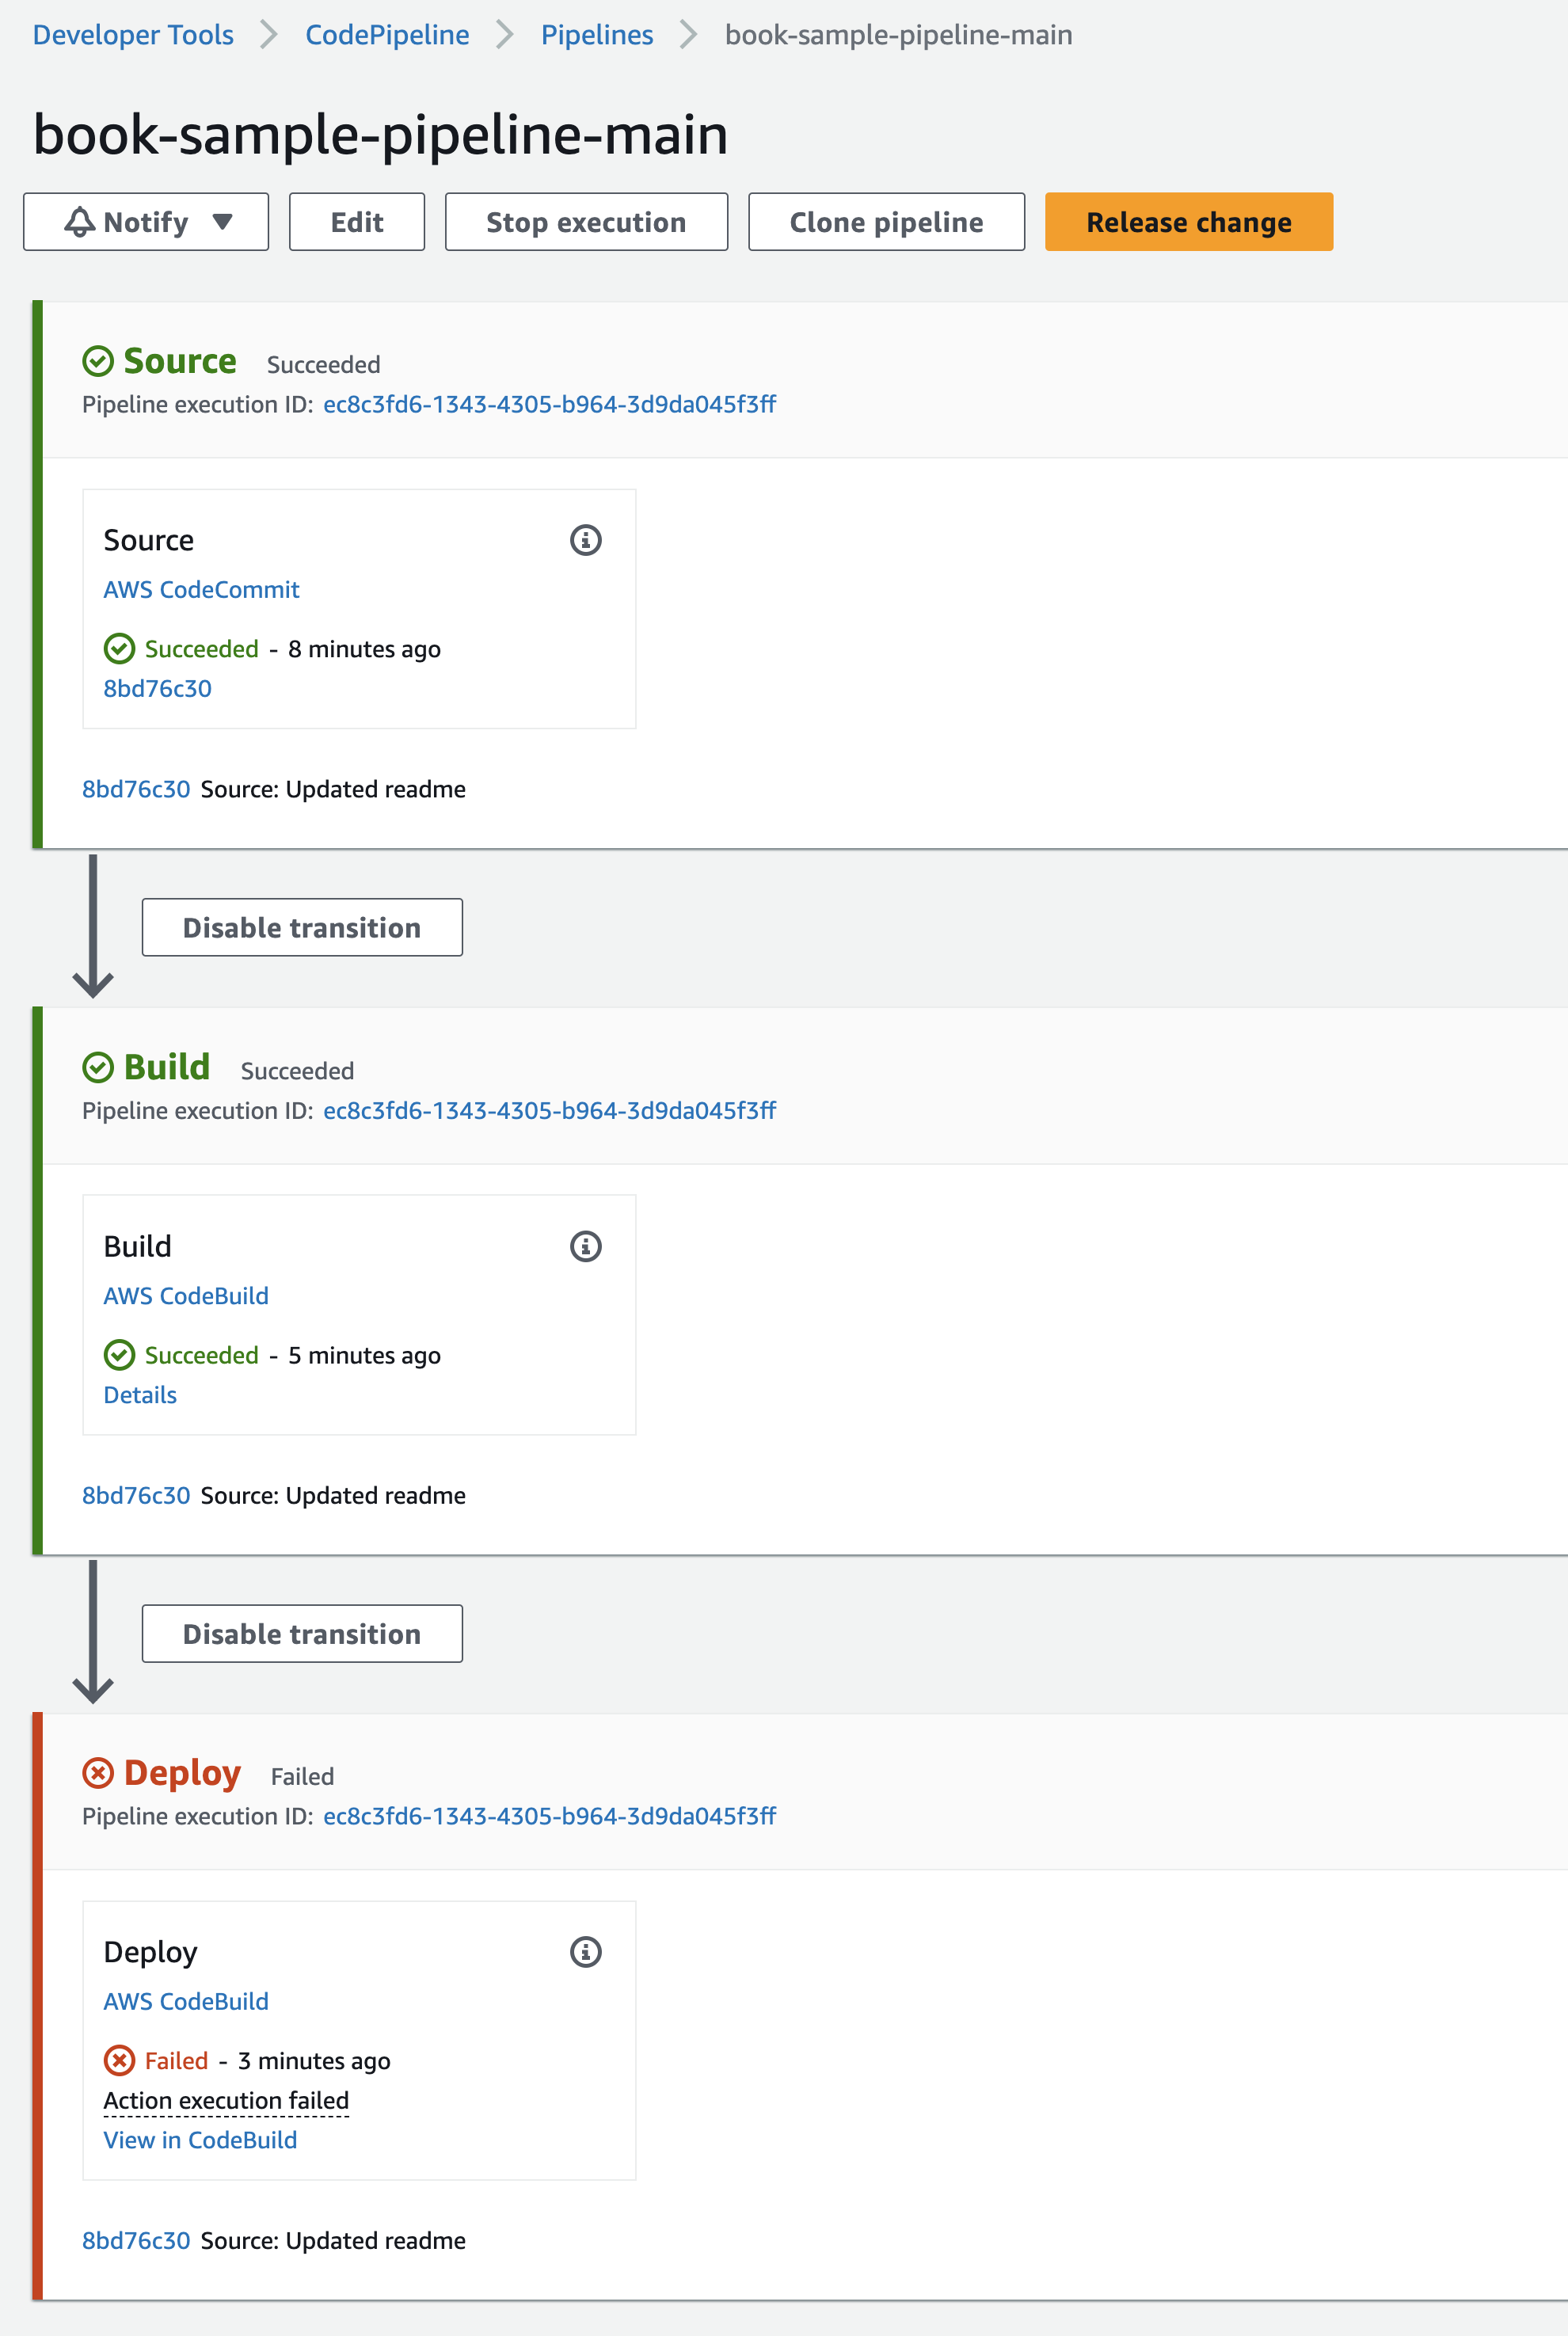 Developer Tools > CodePipeline > Pipelines > book-sample-pipeline-main
book-sample-pipeline-main
Notify Edit Stop execution Clone pipeline Release change
Source Succeeded
Pipeline execution ID: ec8c3fd6-1343-4305-b964-3d9da045f3ff
Source
AWS CodeCommit
Succeeded - 8 minutes ago
8bd76c30
8bd76c30 Source: Updated readme
Disable transition
Build Succeeded
Pipeline execution ID: ec8c3fd6-1343-4305-b964-3d9da045f3ff
Build
AWS CodeBuild
Succeeded - 5 minutes ago
Details
8bd76c30 Source: Updated readme
Disable transition
Deploy Failed
Pipeline execution ID: ec8c3fd6-1343-4305-b964-3d9da045f3ff
Deploy
AWS CodeBuild
Failed - 3 minutes ago
Action execution failed
View in CodeBuild
8bd76c30 Source: Updated readme